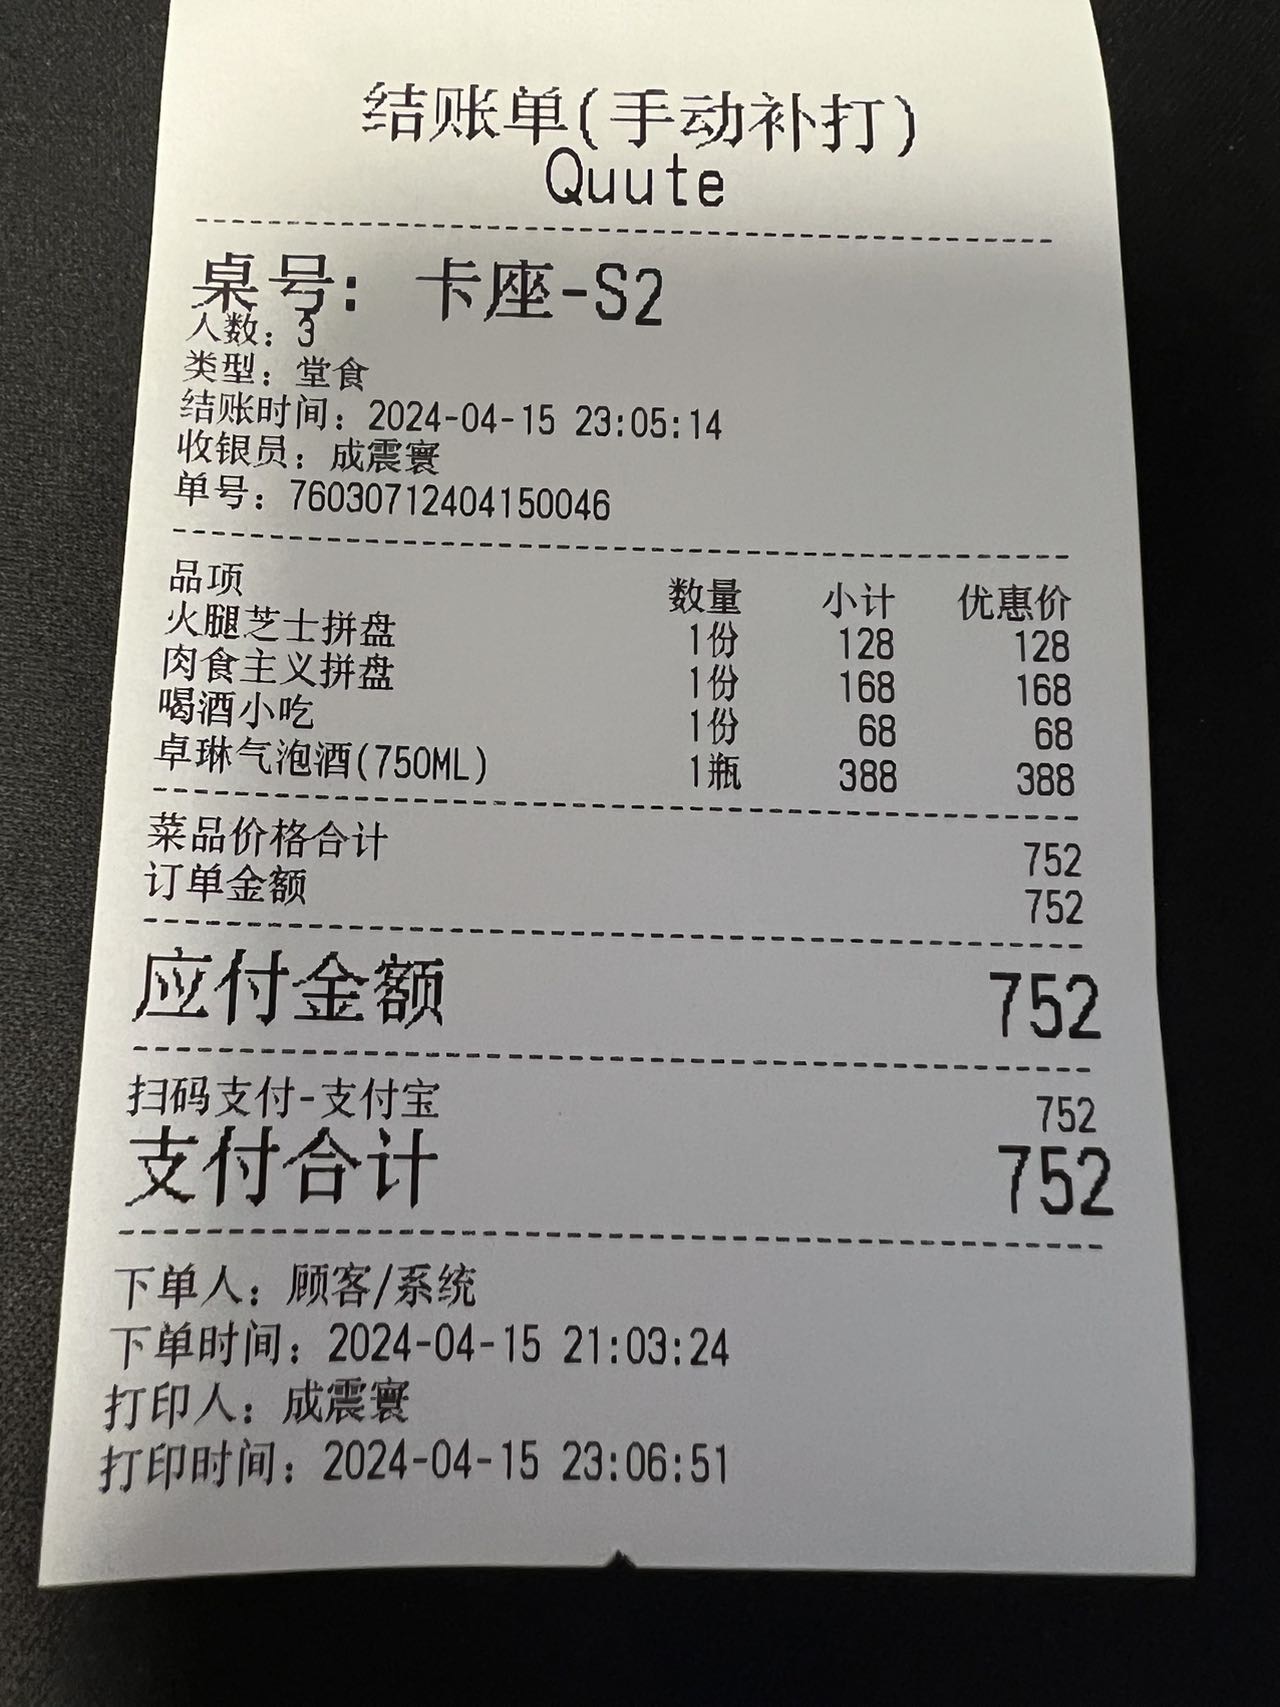 结账单(手动补打)
Quute
桌号: 卡座-S2
人数: 3
类型: 堂食
结账时间: 2024-04-15 23:05:14
收银员: 成震寰
单号: 76030712404150046
品项 数量 小计 优惠价
火腿芝士拼盘 1份 128 128
肉食主义拼盘 1份 168 168
喝酒小吃 1份 68 68
卓琳气泡酒(750ML) 1瓶 388 388
菜品价格合计 752
订单金额 752
应付金额 752
扫码支付-支付宝 752
支付合计 752
下单人: 顾客/系统
下单时间: 2024-04-15 21:03:24
打印人: 成震寰
打印时间: 2024-04-15 23:06:51